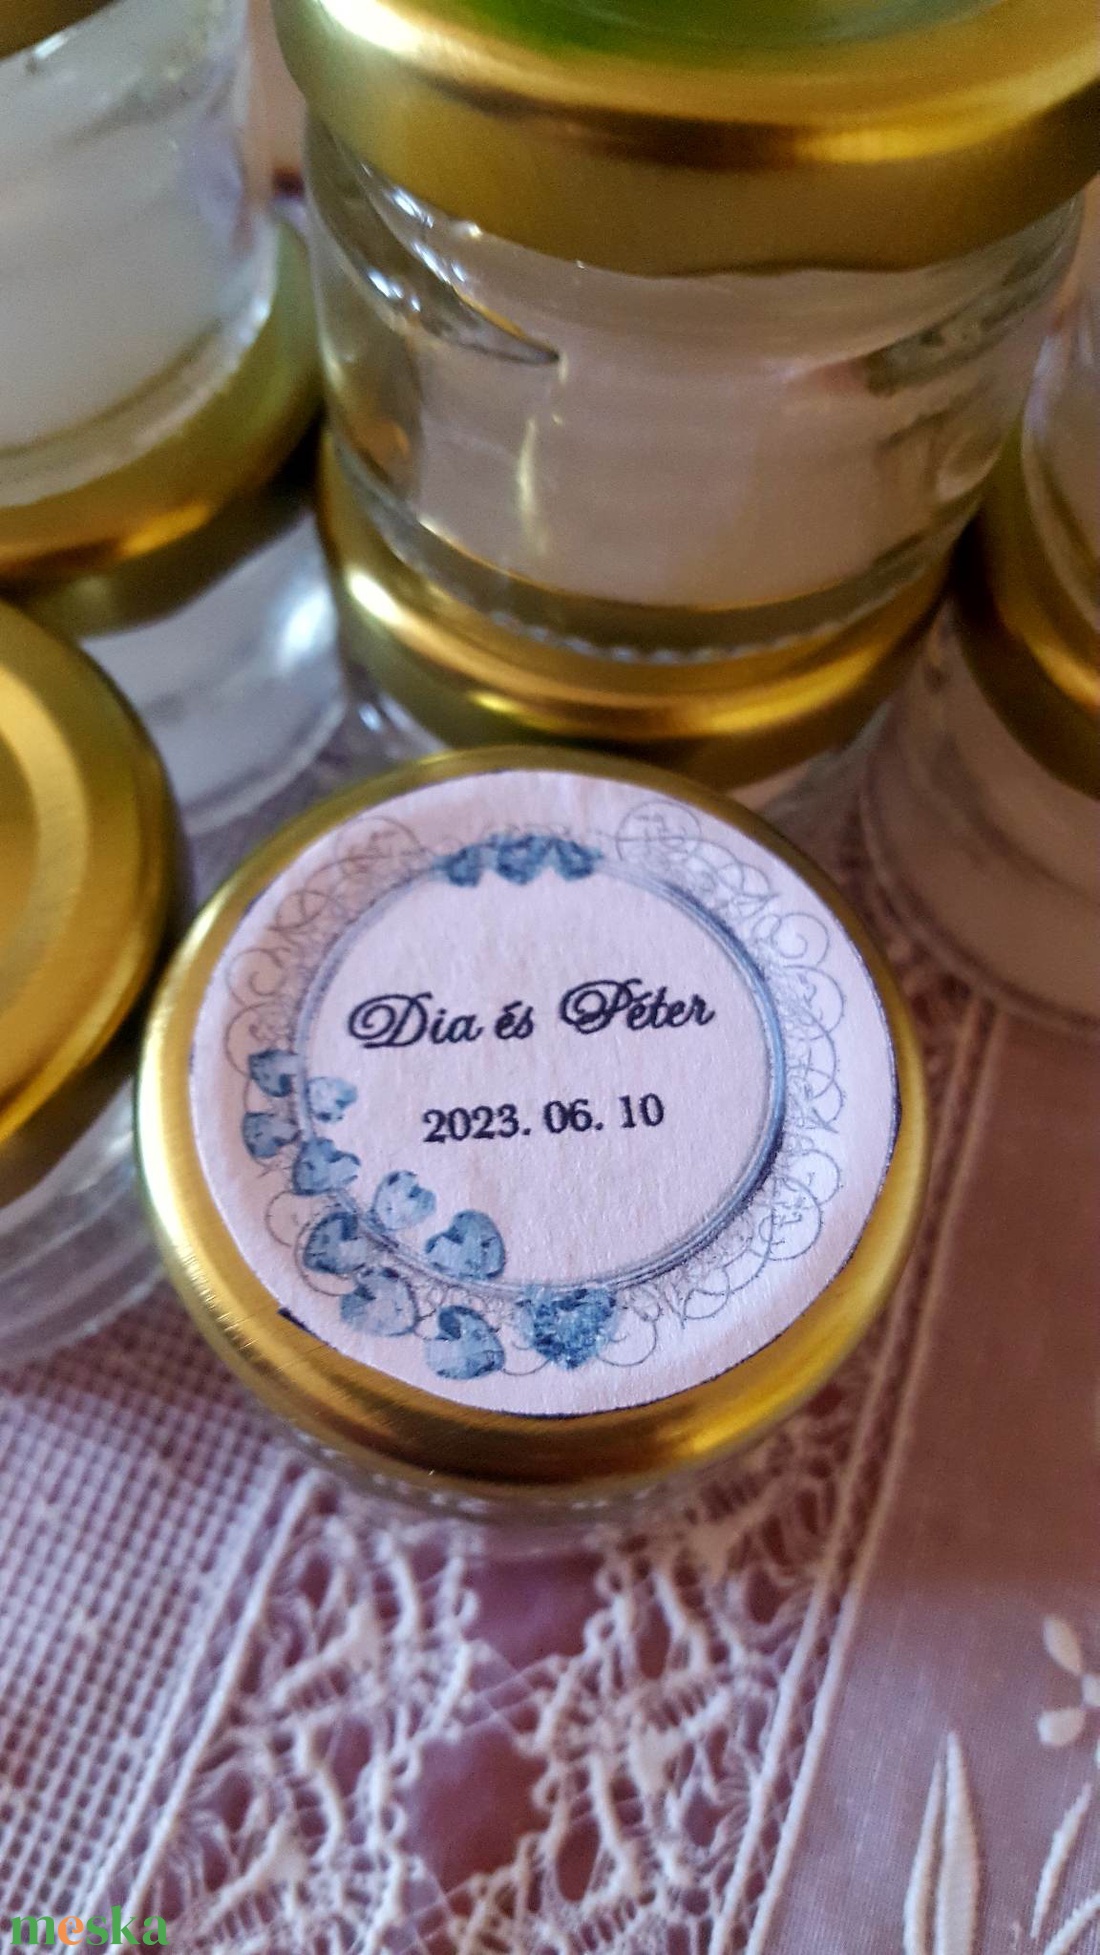 Dia és Péter
2023. 06. 10
meska